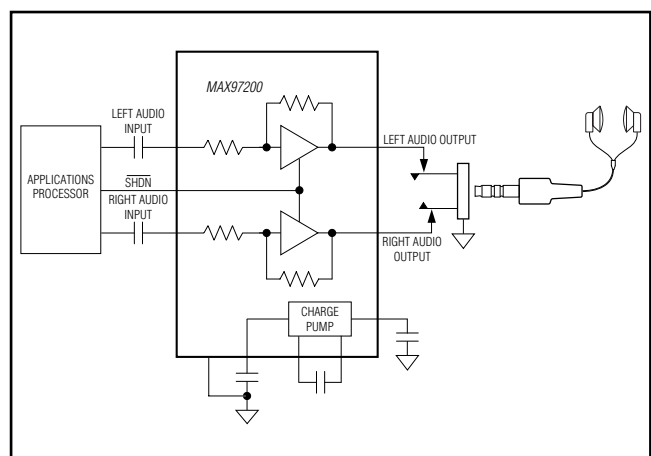 MAX97200
LEFT AUDIO
INPUT
LEFT AUDIO OUTPUT
APPLICATIONS
PROCESSOR
SHDN
RIGHT AUDIO
INPUT
RIGHT AUDIO
OUTPUT
CHARGE
PUMP